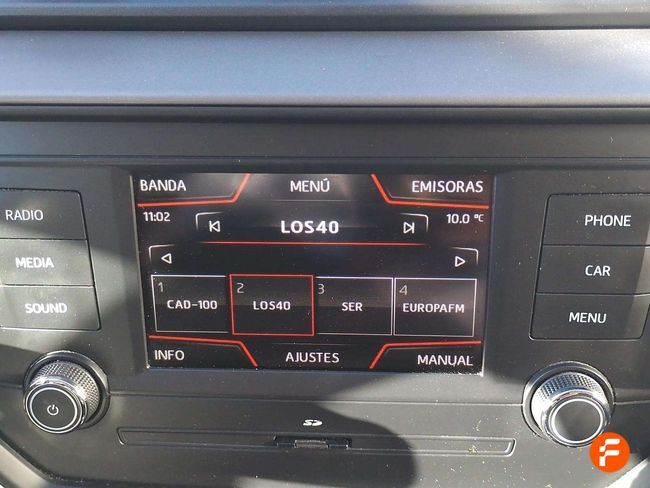 BANDA MENÚ EMISORAS
RADIO 11:02 LOS40 10.0 °C PHONE
MEDIA CAR
1 CAD-100 2 LOS40 3 SER 4 EUROPAFM
SOUND MENU
INFO AJUSTES MANUAL
SD
F